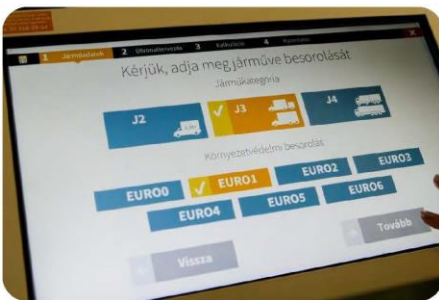 1 Járműadatok 2 Útvonaltervezés 3 Kalkuláció 4
Kérjük, adja meg járműve besorolását
Járműkategória
J2 J3 J4
Környezetvédelmi besorolás
EURO0 EURO1 EURO2 EURO3
EURO4 EURO5 EURO6
Vissza Tovább